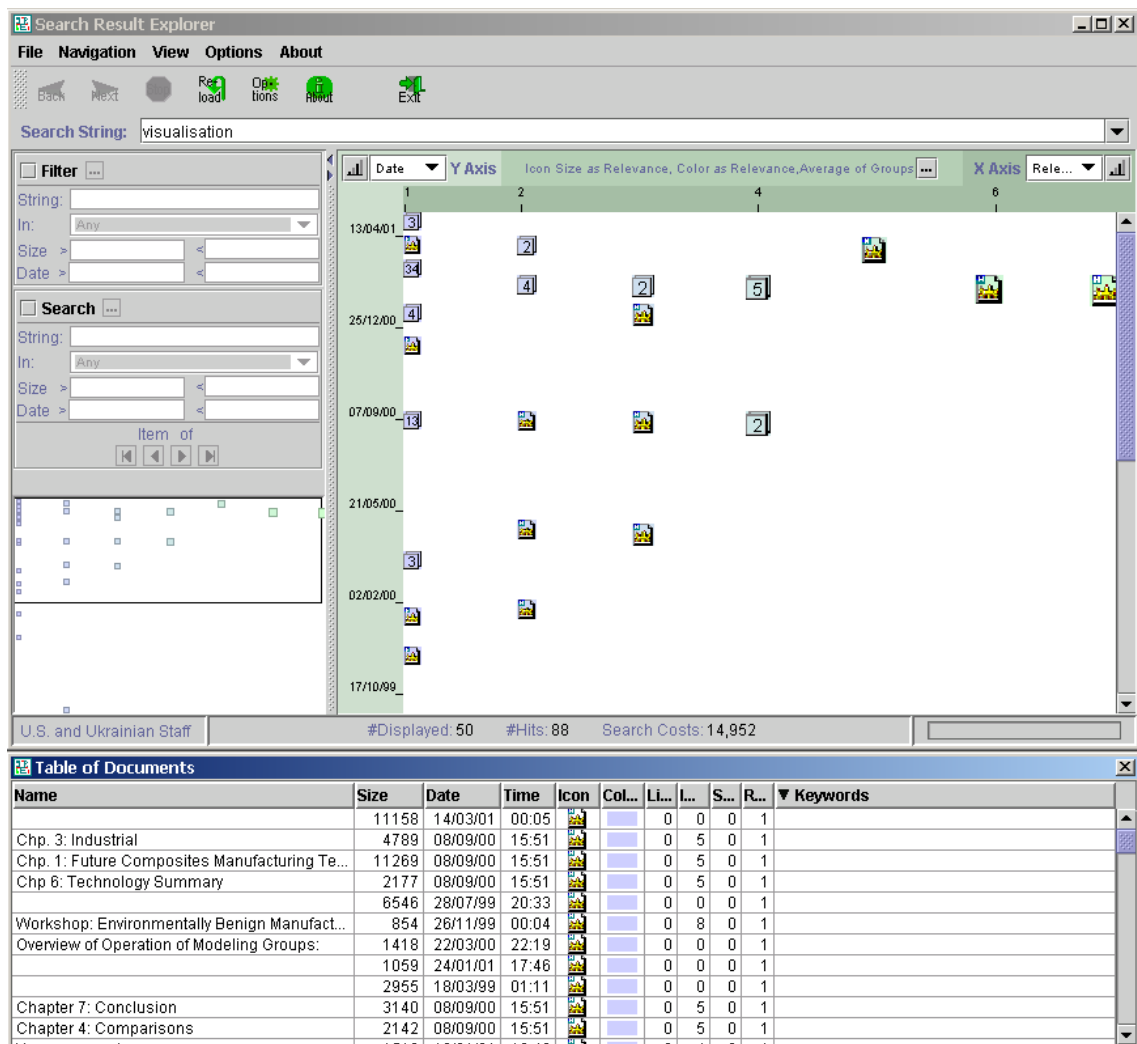 Search Result Explorer
File Navigation View Options About
Back Next Re-load Op-tions About Exit
Search String: visualisation
Filter ...
String:
In: Any
Size > <
Date > <
Search ...
String:
In: Any
Size > <
Date > <
Item of
Date Y Axis Icon Size as Relevance, Color as Relevance,Average of Groups ... X Axis Rele...
1 2 4 6
13/04/01 3
2
34
4 2 5
25/12/00 4
07/09/00 13 2
21/05/00
3
02/02/00
17/10/99
U.S. and Ukrainian Staff #Displayed: 50 #Hits: 88 Search Costs: 14,952
Table of Documents
Name Size Date Time Icon Col... Li... I... S... R... ▼ Keywords
11158 14/03/01 00:05 0 0 0 1
Chp. 3: Industrial 4789 08/09/00 15:51 0 5 0 1
Chp. 1: Future Composites Manufacturing Te... 11269 08/09/00 15:51 0 5 0 1
Chp 6: Technology Summary 2177 08/09/00 15:51 0 5 0 1
6546 28/07/99 20:33 0 0 0 1
Workshop: Environmentally Benign Manufact... 854 26/11/99 00:04 0 8 0 1
Overview of Operation of Modeling Groups: 1418 22/03/00 22:19 0 0 0 1
1059 24/01/01 17:46 0 0 0 1
2955 18/03/99 01:11 0 0 0 1
Chapter 7: Conclusion 3140 08/09/00 15:51 0 5 0 1
Chapter 4: Comparisons 2142 08/09/00 15:51 0 5 0 1